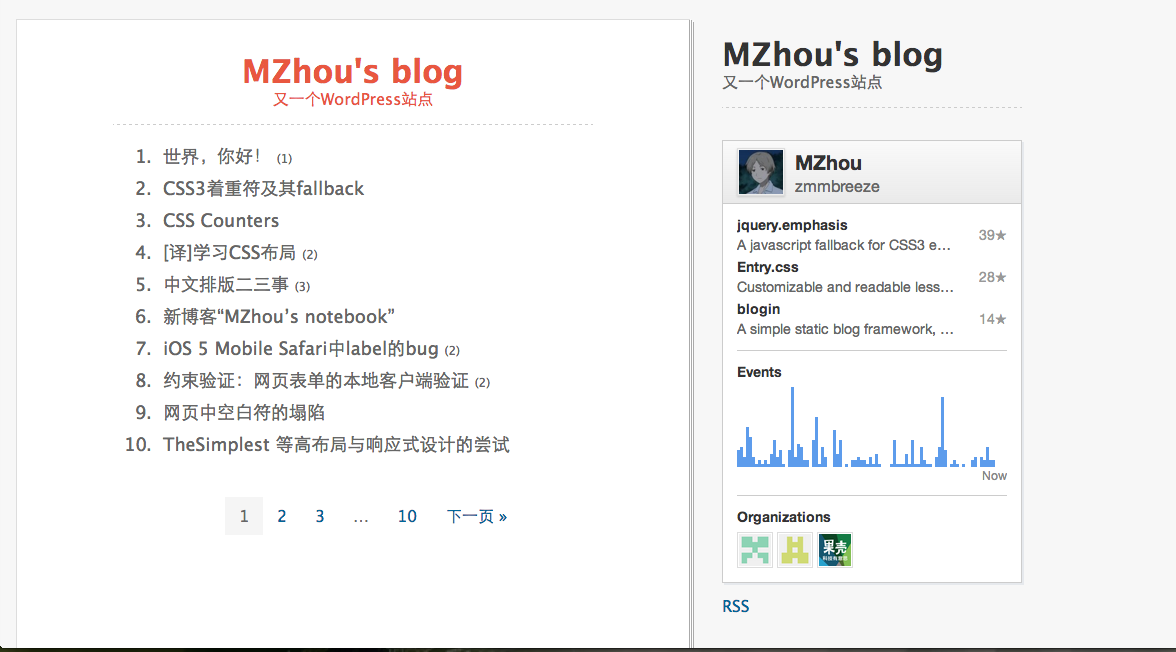 MZhou's blog
又一个WordPress站点
1. 世界，你好！ (1)
2. CSS3着重符及其fallback
3. CSS Counters
4. [译]学习CSS布局 (2)
5. 中文排版二三事 (3)
6. 新博客“MZhou’s notebook”
7. iOS 5 Mobile Safari中label的bug (2)
8. 约束验证：网页表单的本地客户端验证 (2)
9. 网页中空白符的塌陷
10. TheSimplest 等高布局与响应式设计的尝试
1 2 3 … 10 下一页 »
MZhou's blog
又一个WordPress站点
MZhou
zmmbreeze
jquery.emphasis
A javascript fallback for CSS3 e… 39★
Entry.css
Customizable and readable less… 28★
blogin
A simple static blog framework, … 14★
Events
Now
Organizations
果壳
RSS